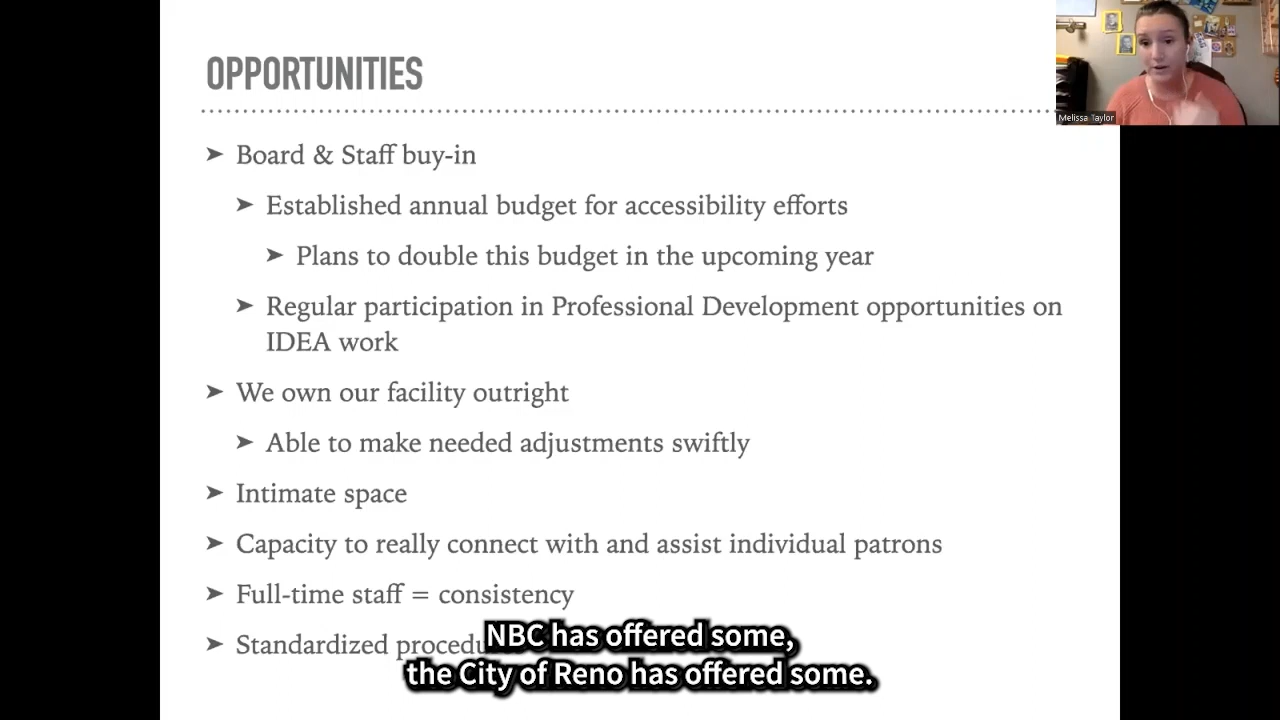 OPPORTUNITIES
Melissa Taylor
➤ Board & Staff buy-in
➤ Established annual budget for accessibility efforts
➤ Plans to double this budget in the upcoming year
➤ Regular participation in Professional Development opportunities on
IDEA work
➤ We own our facility outright
➤ Able to make needed adjustments swiftly
➤ Intimate space
➤ Capacity to really connect with and assist individual patrons
➤ Full-time staff = consistency
➤ Standardized
NBC has offered some,
the City of Reno has offered some.